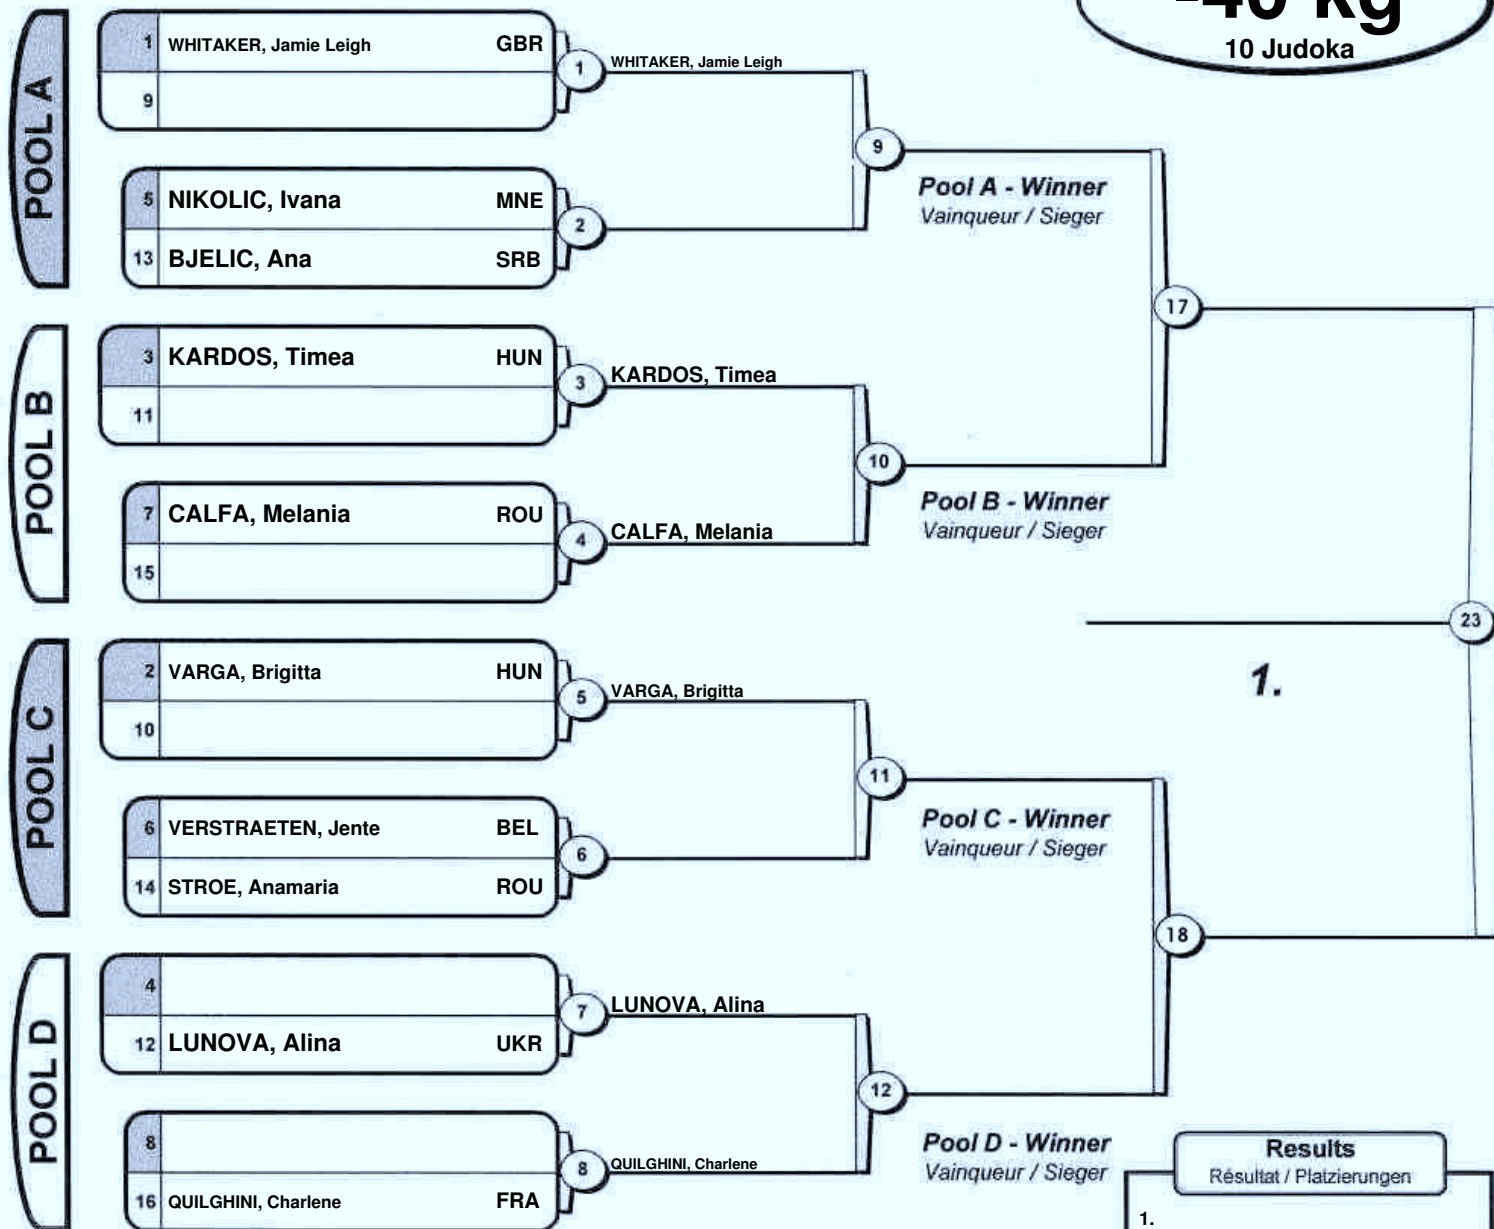 -40 kg
10 Judoka
POOL A
1 WHITAKER, Jamie Leigh GBR
9
1 WHITAKER, Jamie Leigh
5 NIKOLIC, Ivana MNE
13 BJELIC, Ana SRB
2
9
Pool A - Winner
Vainqueur / Sieger
POOL B
3 KARDOS, Timea HUN
11
3 KARDOS, Timea
7 CALFA, Melania ROU
15
4 CALFA, Melania
10
Pool B - Winner
Vainqueur / Sieger
17
POOL C
2 VARGA, Brigitta HUN
10
5 VARGA, Brigitta
6 VERSTRAETEN, Jente BEL
14 STROE, Anamaria ROU
6
11
Pool C - Winner
Vainqueur / Sieger
POOL D
4
12 LUNOVA, Alina UKR
7 LUNOVA, Alina
8
16 QUILGHINI, Charlene FRA
8 QUILGHINI, Charlene
12
Pool D - Winner
Vainqueur / Sieger
18
23
1.
Results
Résultat / Platzierungen
1.